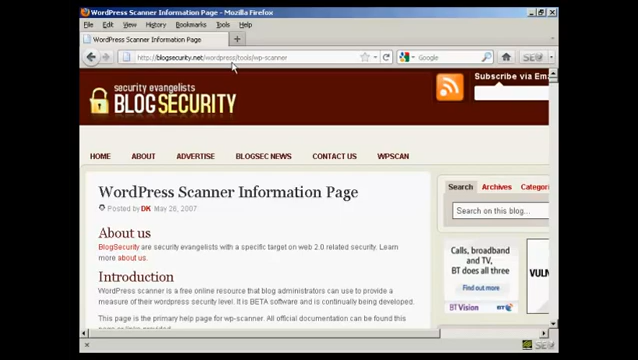 WordPress Scanner Information Page - Mozilla Firefox
File Edit View History Bookmarks Tools Help
WordPress Scanner Information Page
http://blogsecurity.net/wordpress/tools/wp-scanner
Google
security evangelists
BLOGSECURITY
Subscribe via Em
HOME ABOUT ADVERTISE BLOGSEC NEWS CONTACT US WPSCAN
WordPress Scanner Information Page
Posted by DK May 28, 2007
About us
BlogSecurity are security evangelists with a specific target on web 2.0 related security. Learn
more about us.
Introduction
WordPress scanner is a free online resource that blog administrators can use to provide a
measure of their wordpress security level. It is BETA software and is continually being developed.
This page is the primary help page for wp-scanner. All official documentation can be found this
Search Archives Categori
Search on this blog...
Calls, broadband
and TV,
BT does all three
Find out more
BT Vision
BT
VULN